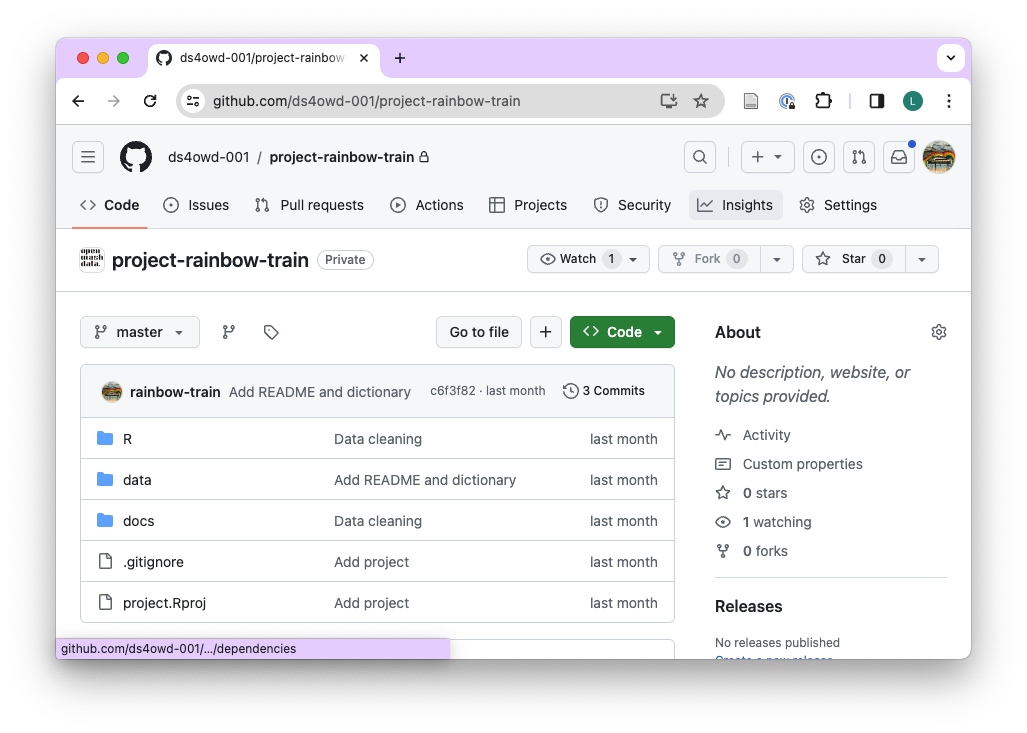 ds4owd-001/project-rainbow
github.com/ds4owd-001/project-rainbow-train
L
ds4owd-001 / project-rainbow-train
Code Issues Pull requests Actions Projects Security Insights Settings
open wash data. project-rainbow-train Private Watch 1 Fork 0 Star 0
master Go to file Code
About
No description, website, or
topics provided.
rainbow-train Add README and dictionary c6f3f82 · last month 3 Commits
R Data cleaning last month
data Add README and dictionary last month
docs Data cleaning last month
.gitignore Add project last month
project.Rproj Add project last month
Activity
Custom properties
0 stars
1 watching
0 forks
Releases
No releases published
Create a new release
github.com/ds4owd-001/.../dependencies